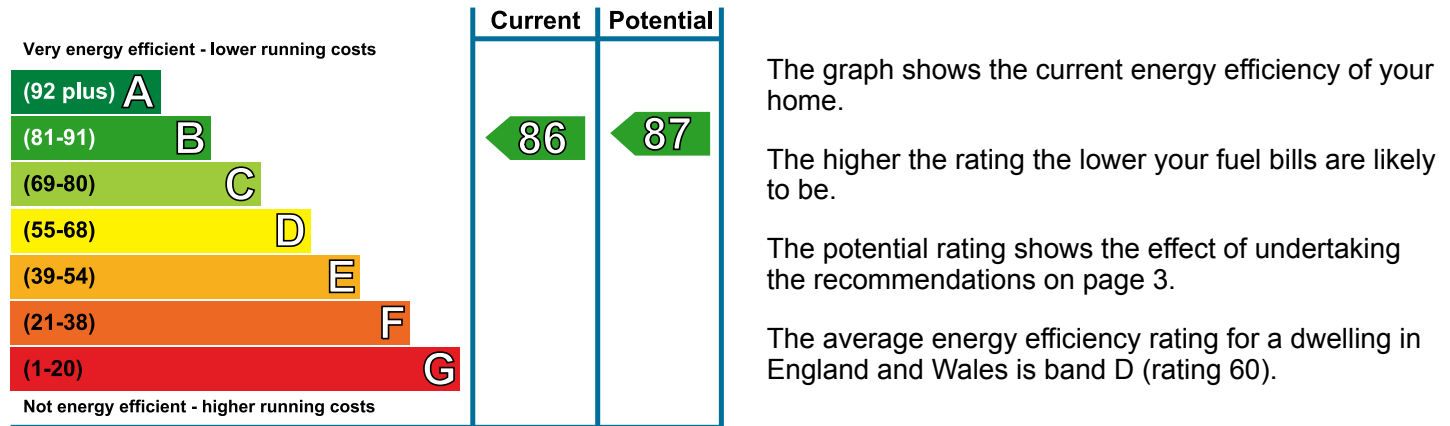 Current Potential
Very energy efficient - lower running costs
(92 plus) A
(81-91) B
86 87
(69-80) C
(55-68) D
(39-54) E
(21-38) F
(1-20) G
Not energy efficient - higher running costs
The graph shows the current energy efficiency of your
home.
The higher the rating the lower your fuel bills are likely
to be.
The potential rating shows the effect of undertaking
the recommendations on page 3.
The average energy efficiency rating for a dwelling in
England and Wales is band D (rating 60).